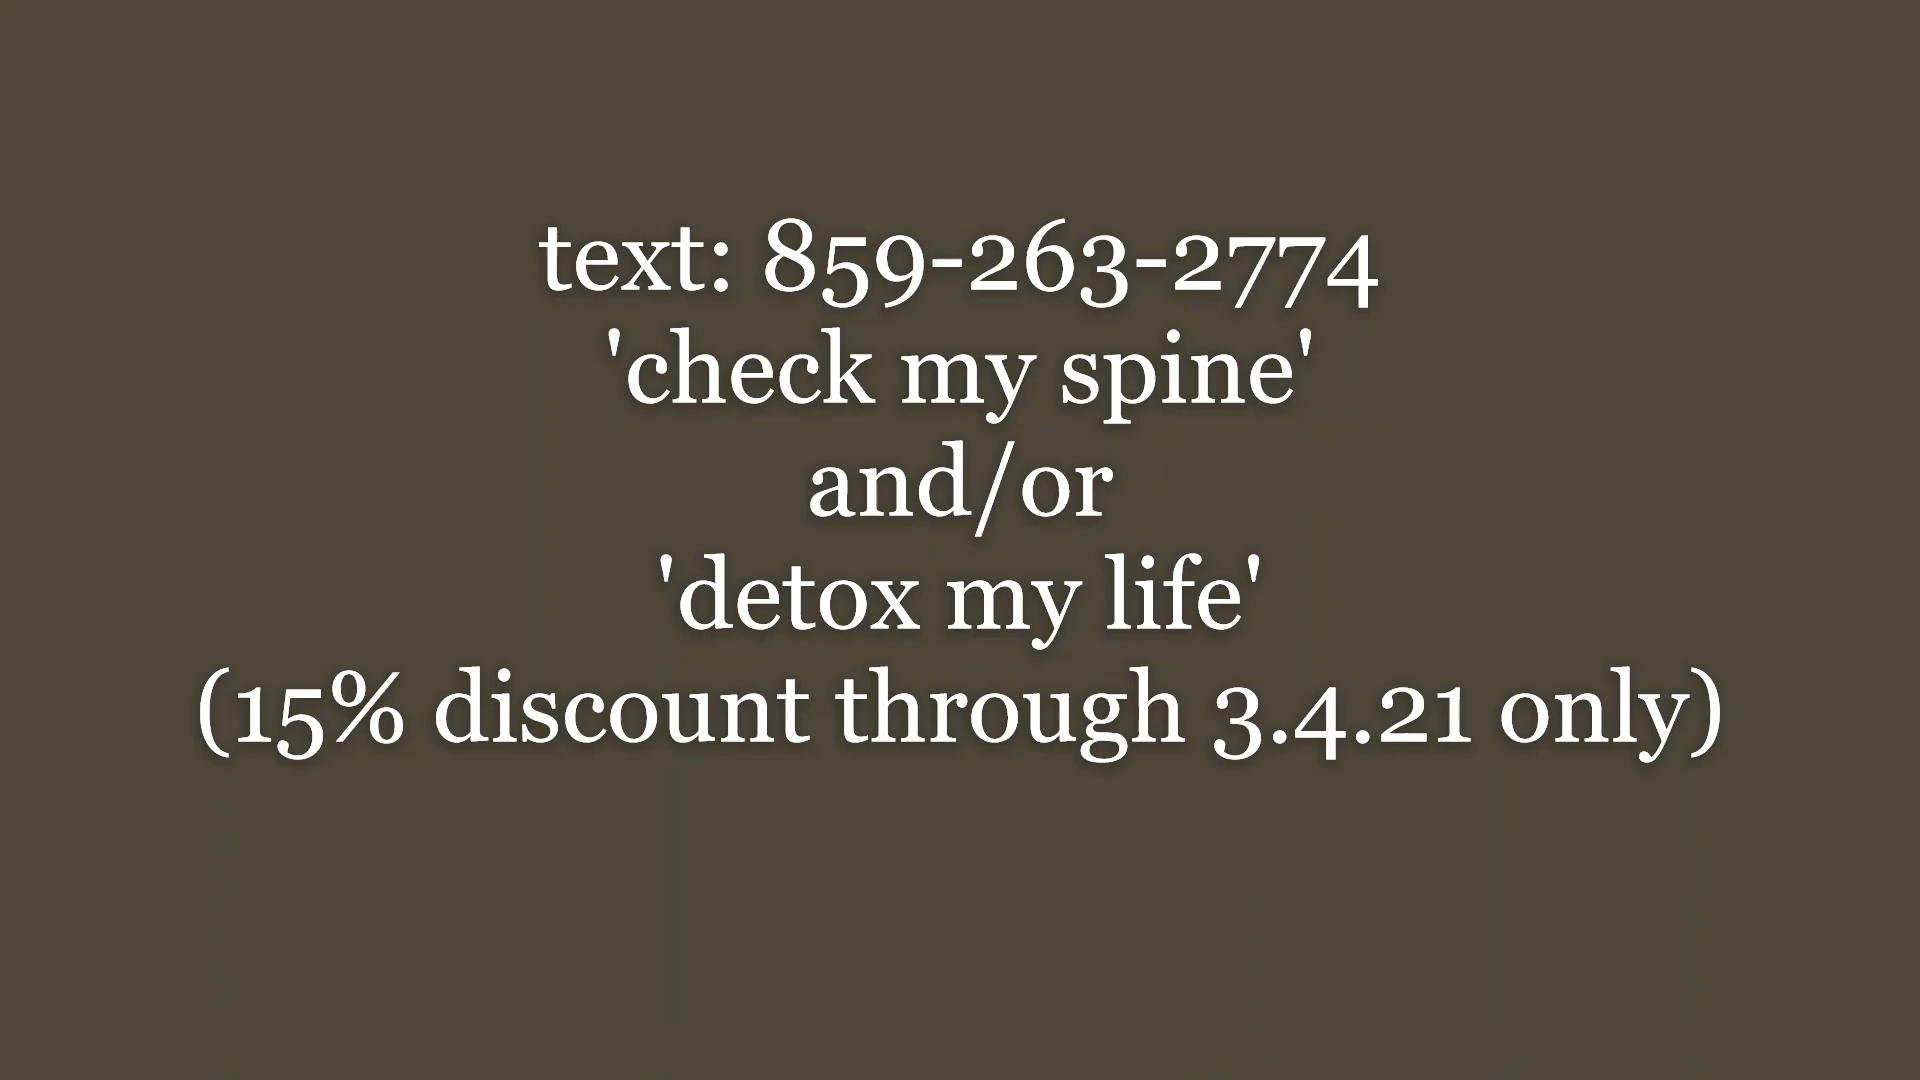 text: 859-263-2774
'check my spine'
and/or
'detox my life'
(15% discount through 3.4.21 only)